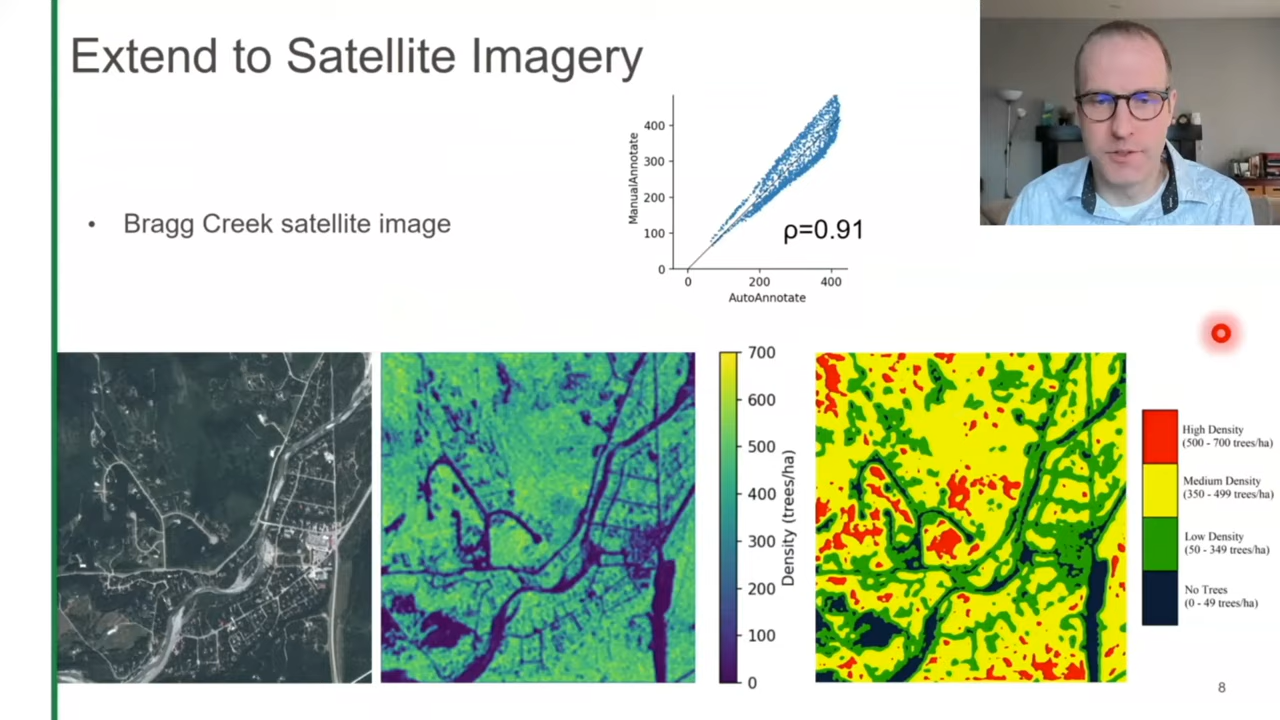 Extend to Satellite Imagery
• Bragg Creek satellite image
ManualAnnotate
400
300
200
100
0
0 200 400
AutoAnnotate
ρ=0.91
700
600
500
400
300
200
100
0
Density (trees/ha)
High Density
(500 - 700 trees/ha)
Medium Density
(350 - 499 trees/ha)
Low Density
(50 - 349 trees/ha)
No Trees
(0 - 49 trees/ha)
8